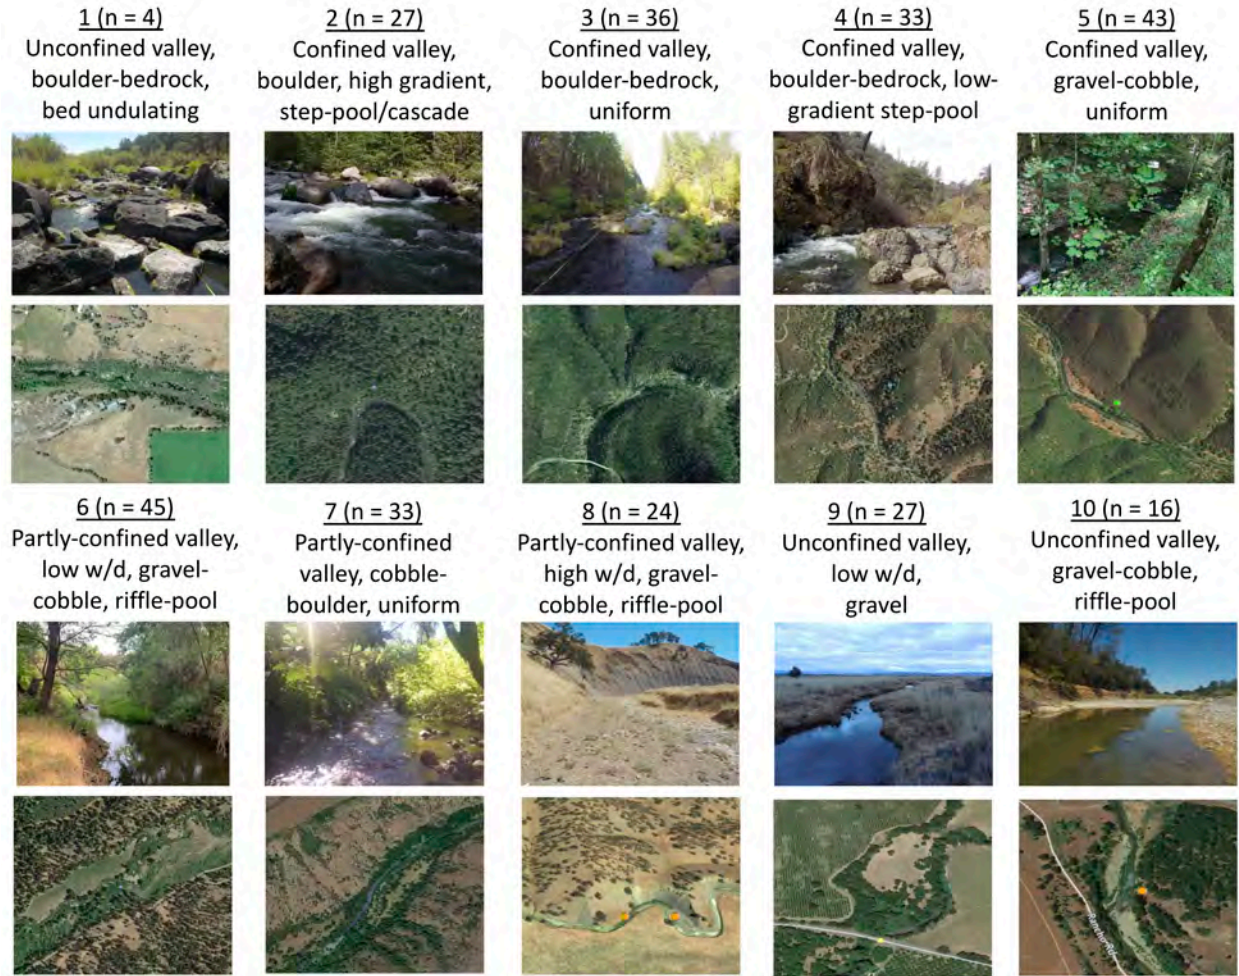 1 (n = 4)
Unconfined valley,
boulder-bedrock,
bed undulating
2 (n = 27)
Confined valley,
boulder, high gradient,
step-pool/cascade
3 (n = 36)
Confined valley,
boulder-bedrock,
uniform
4 (n = 33)
Confined valley,
boulder-bedrock, low-
gradient step-pool
5 (n = 43)
Confined valley,
gravel-cobble,
uniform
6 (n = 45)
Partly-confined valley,
low w/d, gravel-
cobble, riffle-pool
7 (n = 33)
Partly-confined
valley, cobble-
boulder, uniform
8 (n = 24)
Partly-confined valley,
high w/d, gravel-
cobble, riffle-pool
9 (n = 27)
Unconfined valley,
low w/d,
gravel
10 (n = 16)
Unconfined valley,
gravel-cobble,
riffle-pool
Rancho Rd